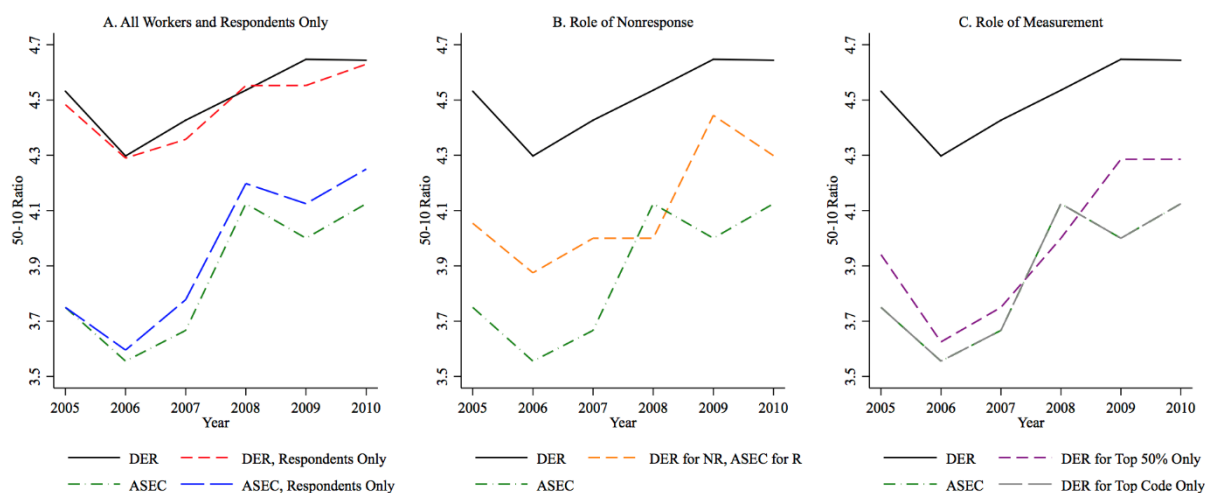 A. All Workers and Respondents Only
50-10 Ratio
4.7
4.5
4.3
4.1
3.9
3.7
3.5
2005 2006 2007 2008 2009 2010
Year
DER DER, Respondents Only
ASEC ASEC, Respondents Only
B. Role of Nonresponse
50-10 Ratio
4.7
4.5
4.3
4.1
3.9
3.7
3.5
2005 2006 2007 2008 2009 2010
Year
DER DER for NR, ASEC for R
ASEC
C. Role of Measurement
50-10 Ratio
4.7
4.5
4.3
4.1
3.9
3.7
3.5
2005 2006 2007 2008 2009 2010
Year
DER DER for Top 50% Only
ASEC DER for Top Code Only